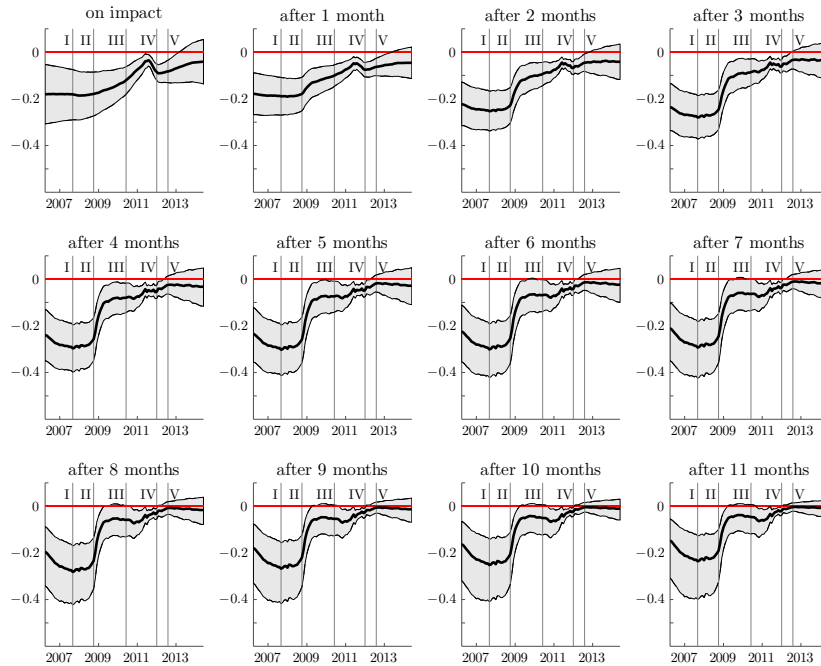 on impact
after 1 month
after 2 months
after 3 months
I II III IV V
I II III IV V
I II III IV V
I II III IV V
0
0
0
0
−0.2
−0.2
−0.2
−0.2
−0.4
−0.4
−0.4
−0.4
2007 2009 2011 2013
2007 2009 2011 2013
2007 2009 2011 2013
2007 2009 2011 2013
after 4 months
after 5 months
after 6 months
after 7 months
I II III IV V
I II III IV V
I II III IV V
I II III IV V
0
0
0
0
−0.2
−0.2
−0.2
−0.2
−0.4
−0.4
−0.4
−0.4
2007 2009 2011 2013
2007 2009 2011 2013
2007 2009 2011 2013
2007 2009 2011 2013
after 8 months
after 9 months
after 10 months
after 11 months
I II III IV V
I II III IV V
I II III IV V
I II III IV V
0
0
0
0
−0.2
−0.2
−0.2
−0.2
−0.4
−0.4
−0.4
−0.4
2007 2009 2011 2013
2007 2009 2011 2013
2007 2009 2011 2013
2007 2009 2011 2013